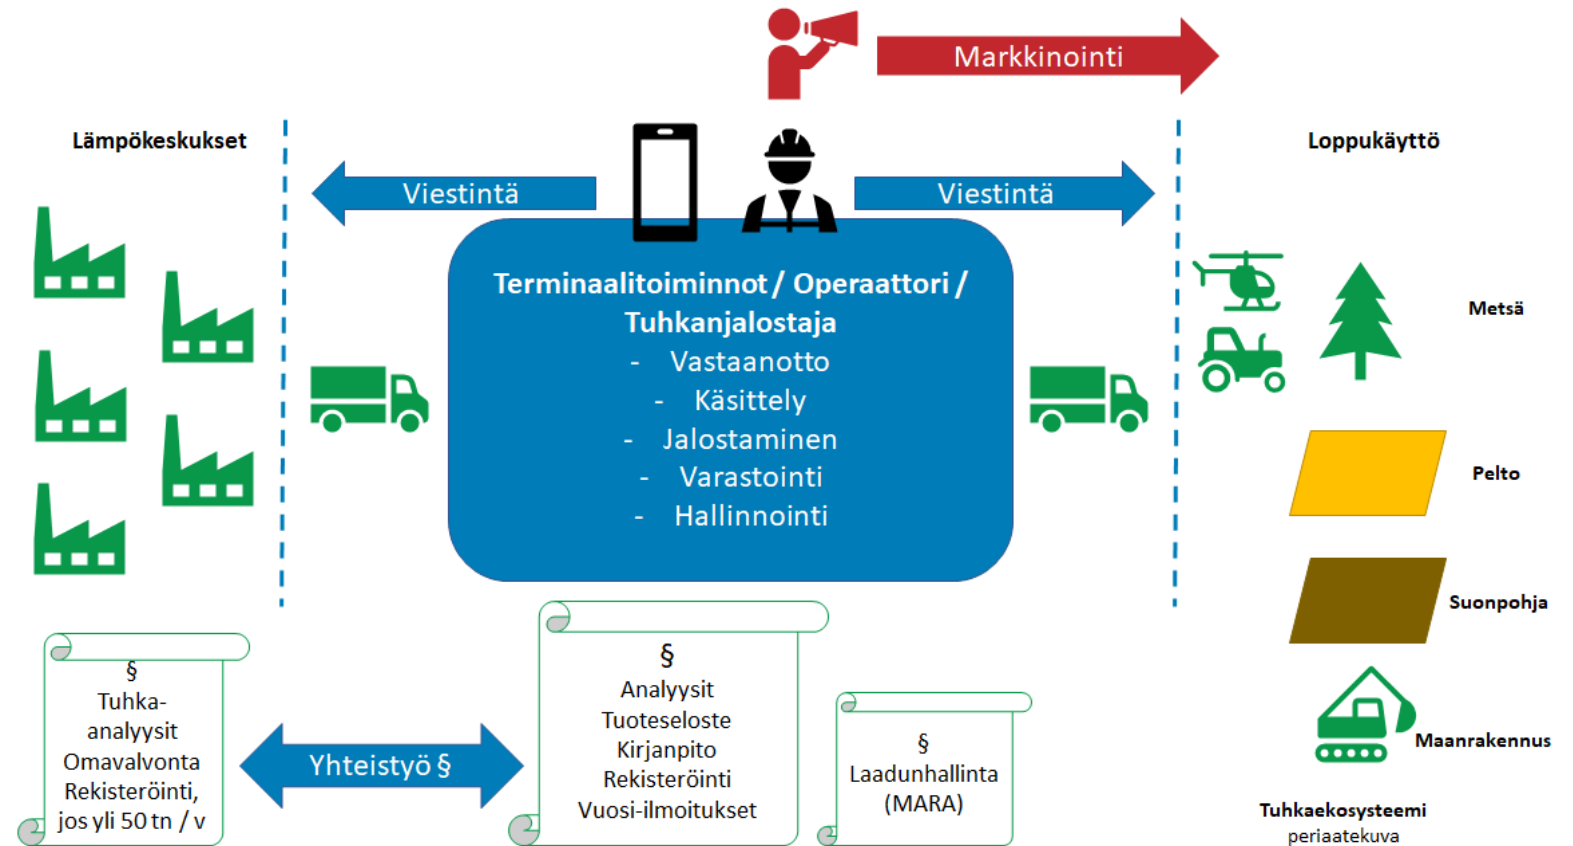 Markkinointi
Lämpökeskukset
Loppukäyttö
Viestintä
Viestintä
Terminaalitoiminnot / Operaattori /
Tuhkanjalostaja
- Vastaanotto
- Käsittely
- Jalostaminen
- Varastointi
- Hallinnointi
Metsä
Pelto
Suonpohja
Maanrakennus
§
Tuhka-
analyysit
Omavalvonta
Rekisteröinti,
jos yli 50 tn / v
Yhteistyö §
§
Analyysit
Tuoteseloste
Kirjanpito
Rekisteröinti
Vuosi-ilmoitukset
§
Laadunhallinta
(MARA)
Tuhkaekosysteemi
periaatekuva